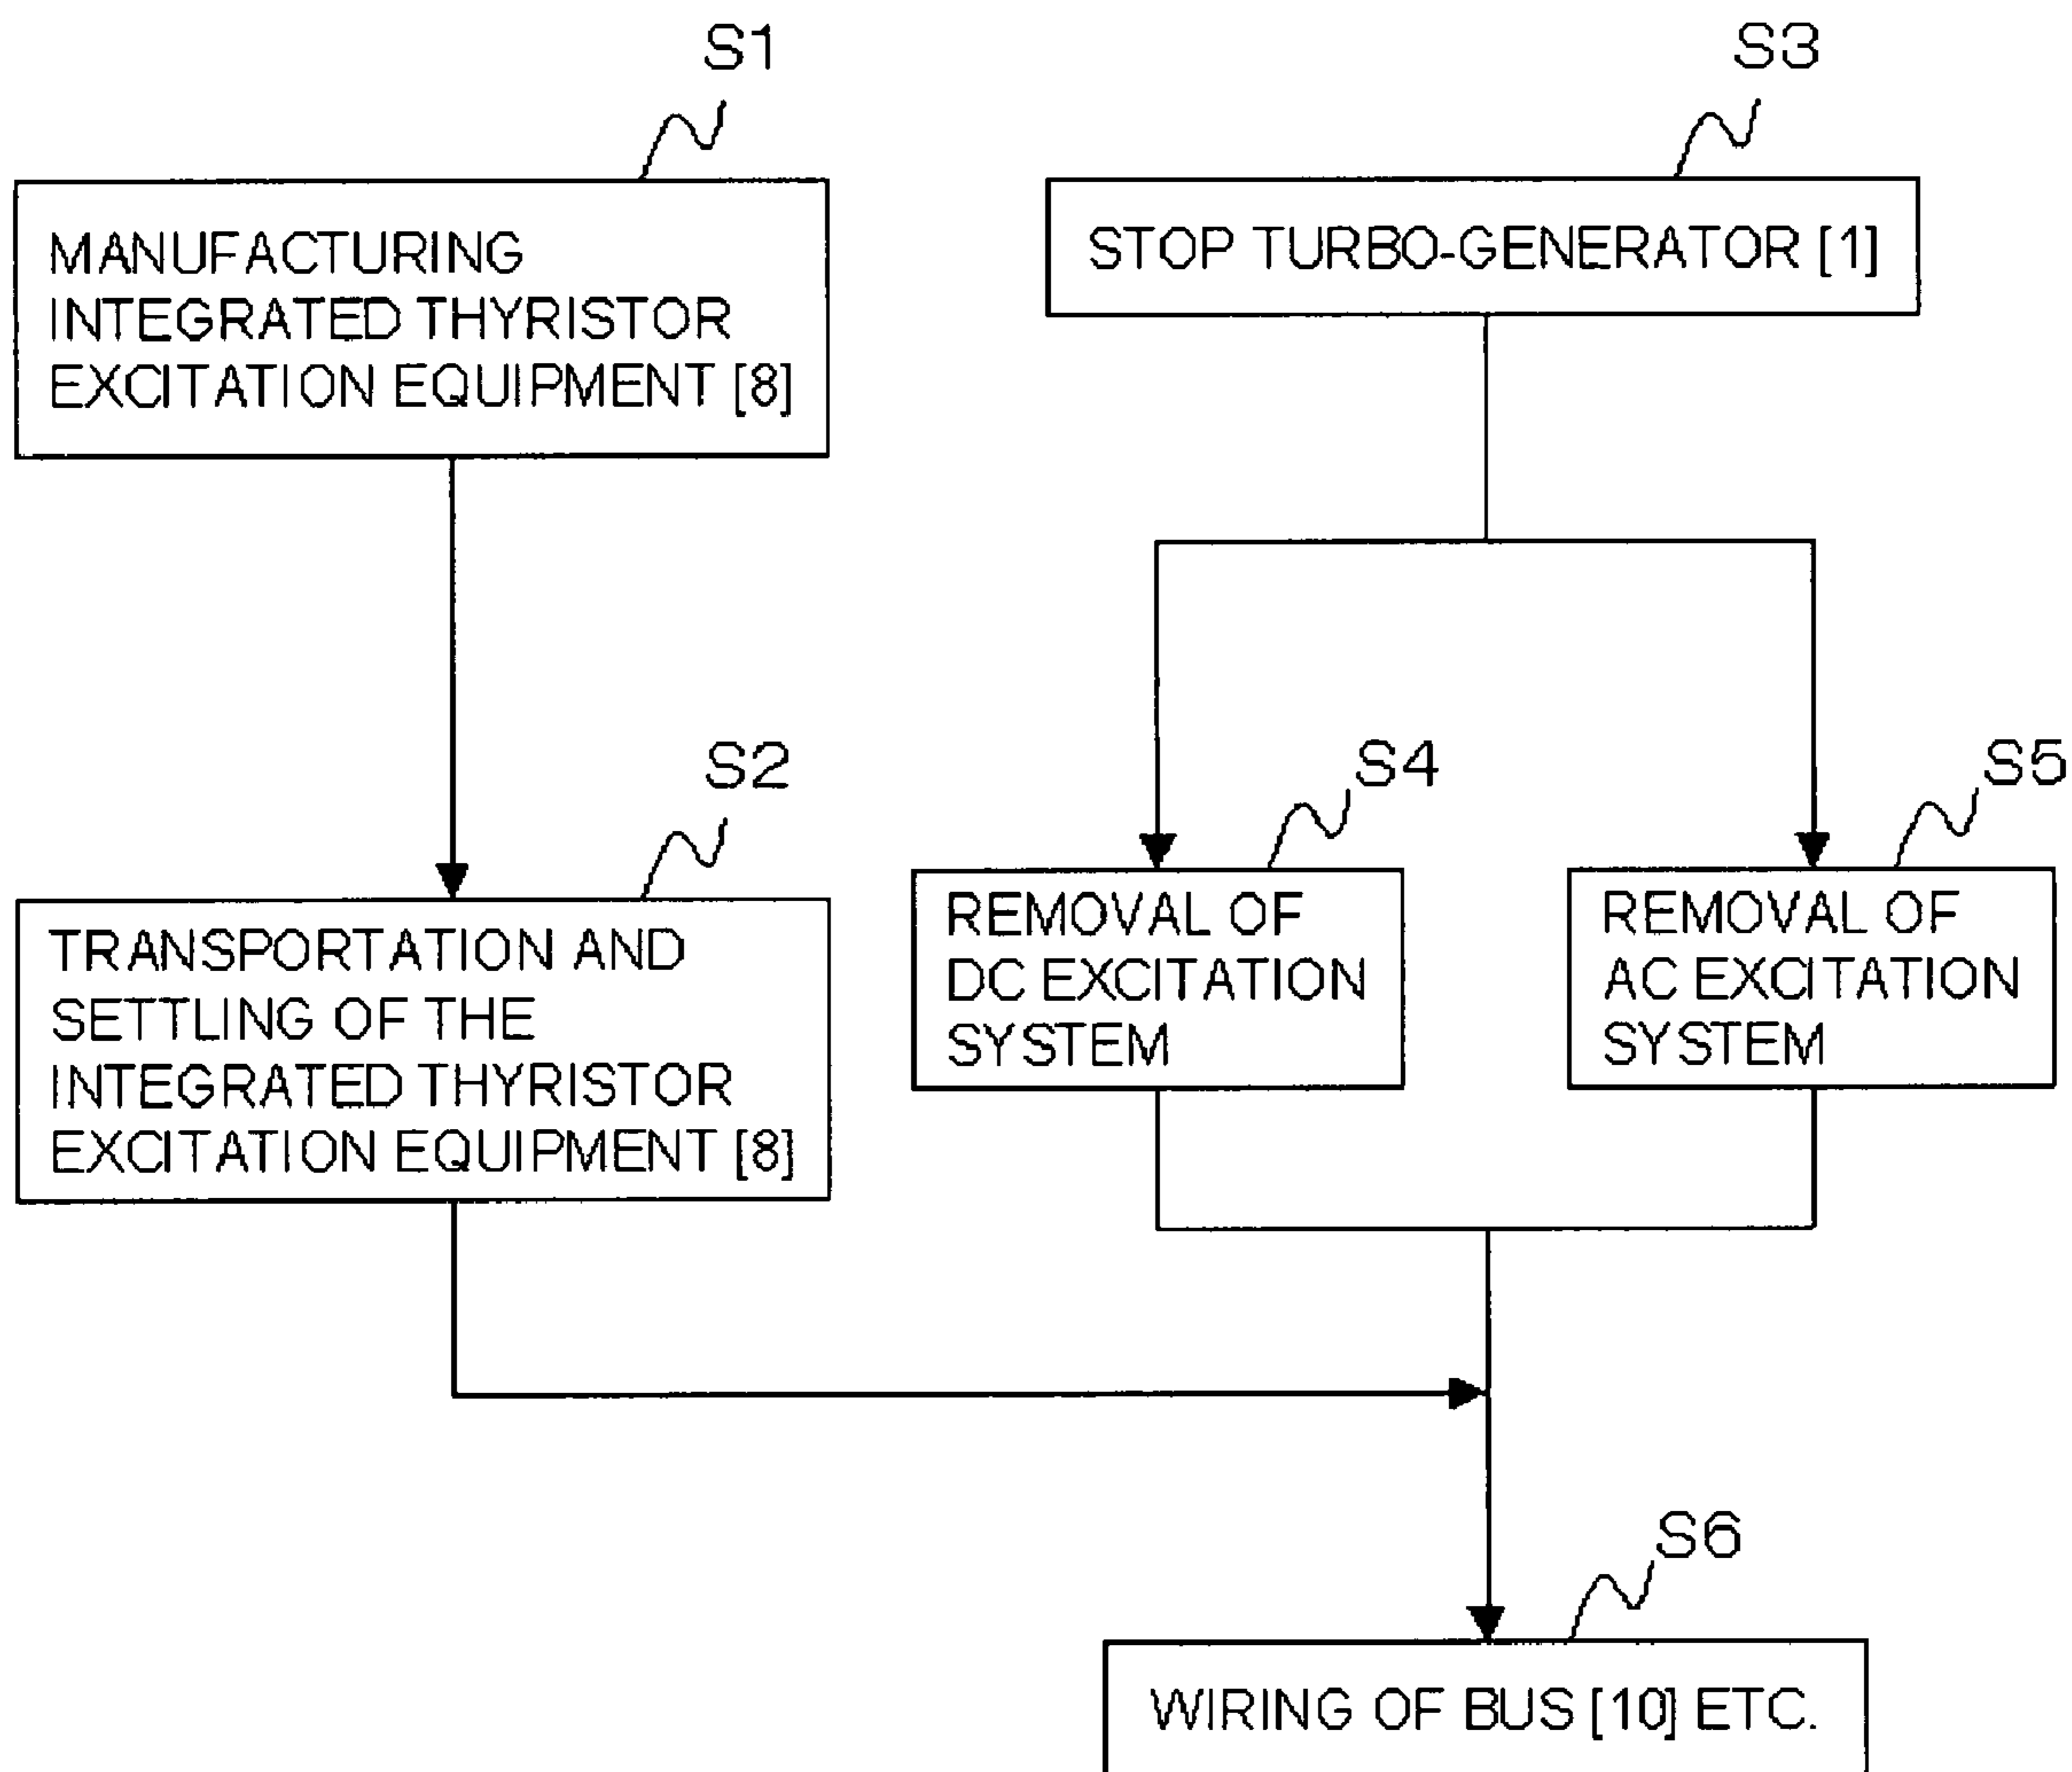 S1
MANUFACTURING
INTEGRATED THYRISTOR
EXCITATION EQUIPMENT [8]
S3
STOP TURBO-GENERATOR [1]
S2
TRANSPORTATION AND
SETTLING OF THE
INTEGRATED THYRISTOR
EXCITATION EQUIPMENT [8]
S4
REMOVAL OF
DC EXCITATION
SYSTEM
S5
REMOVAL OF
AC EXCITATION
SYSTEM
S6
WIRING OF BUS [10] ETC.